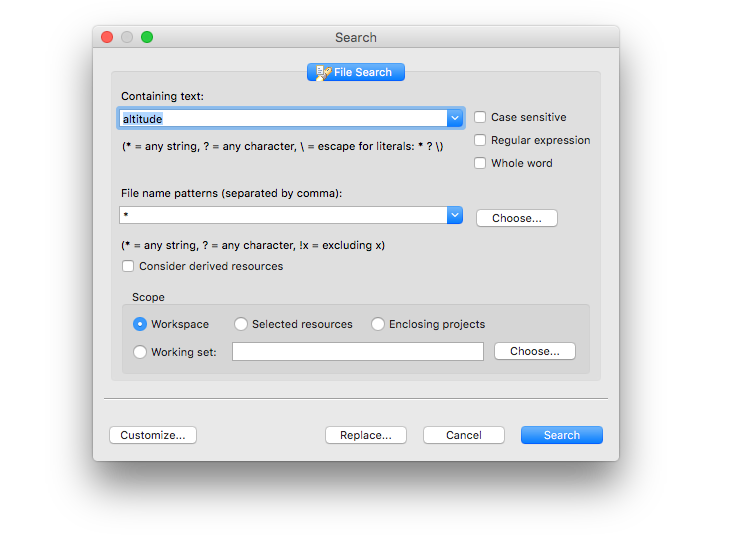 Search
File Search
Containing text:
altitude
Case sensitive
(* = any string, ? = any character, \ = escape for literals: * ? \)
Regular expression
Whole word
File name patterns (separated by comma):
*
Choose...
(* = any string, ? = any character, !x = excluding x)
Consider derived resources
Scope
Workspace Selected resources Enclosing projects
Working set: Choose...
Customize... Replace... Cancel Search